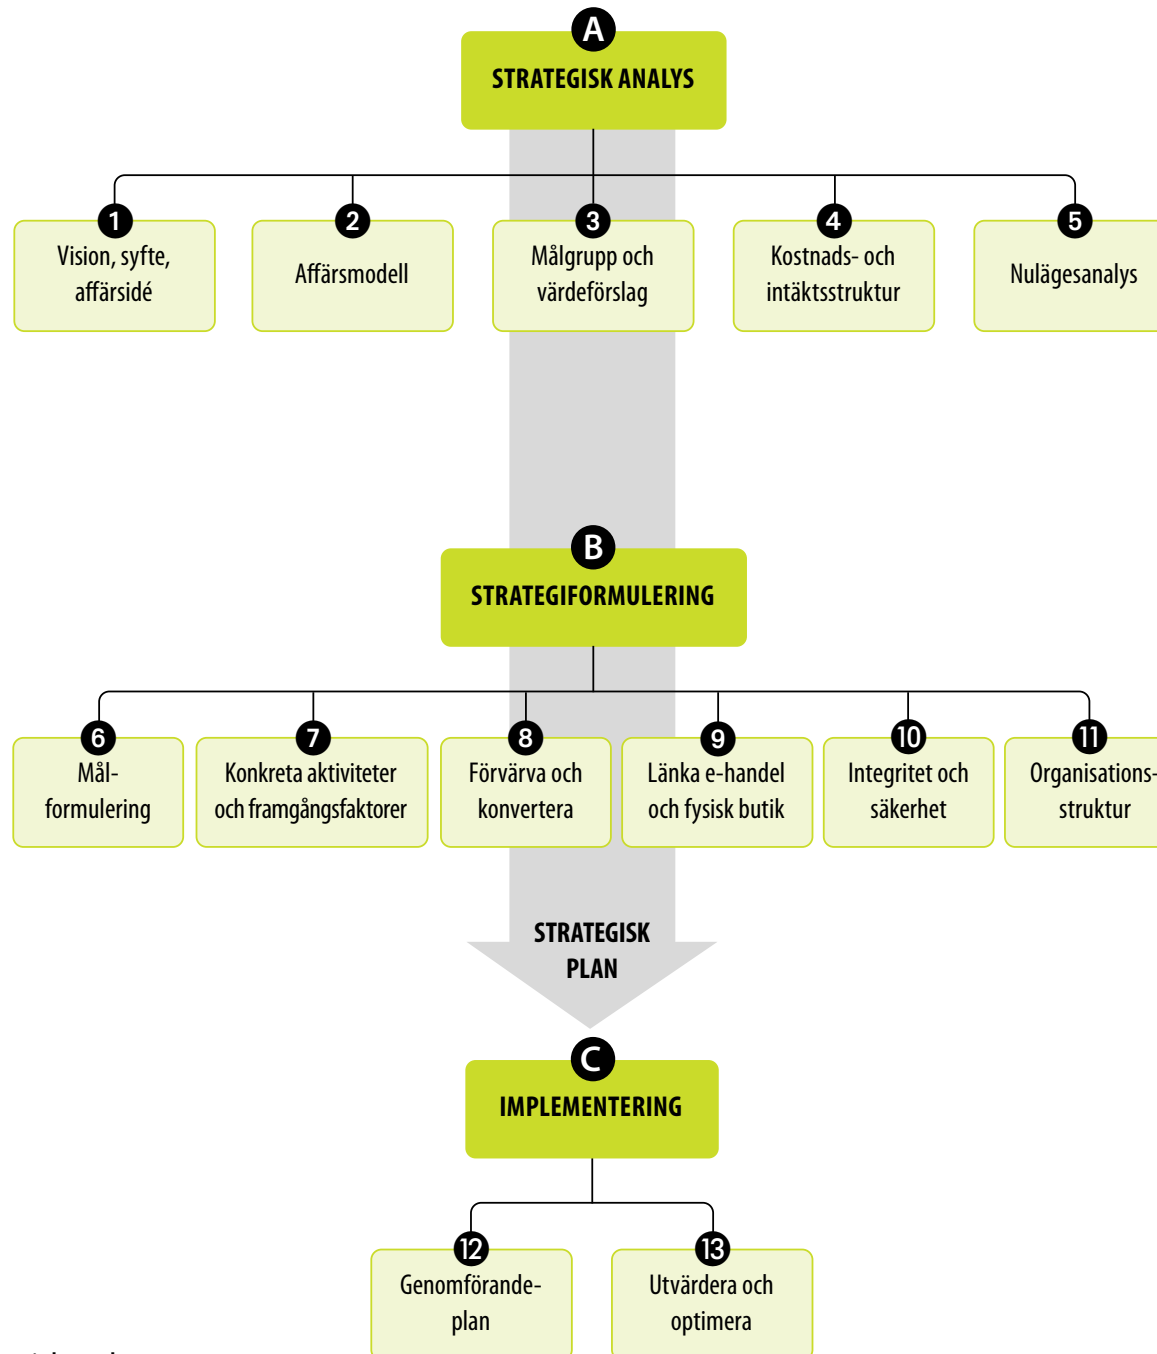 A
STRATEGISK ANALYS
1
Vision, syfte,
affärsidé
2
Affärsmodell
3
Målgrupp och
värdeförslag
4
Kostnads- och
intäktsstruktur
5
Nulägesanalys
B
STRATEGIFORMULERING
6
Mål-
formulering
7
Konkreta aktiviteter
och framgångsfaktorer
8
Förvärva och
konvertera
9
Länka e-handel
och fysisk butik
10
Integritet och
säkerhet
11
Organisations-
struktur
STRATEGISK
PLAN
C
IMPLEMENTERING
12
Genomförande-
plan
13
Utvärdera och
optimera